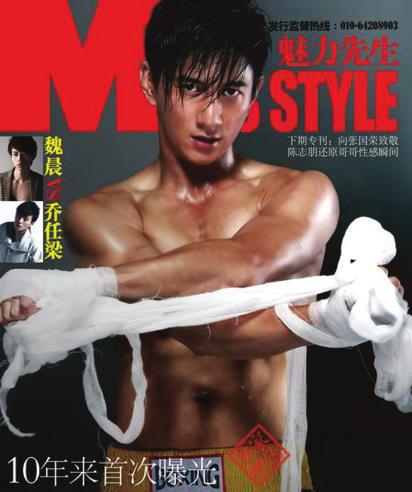 发行监督热线：010-64208903
M 'S STYLE
魅力先生
下期专刊：向张国荣致敬
陈志朋还原哥哥性感瞬间
魏晨VS乔任梁
10年来首次曝光